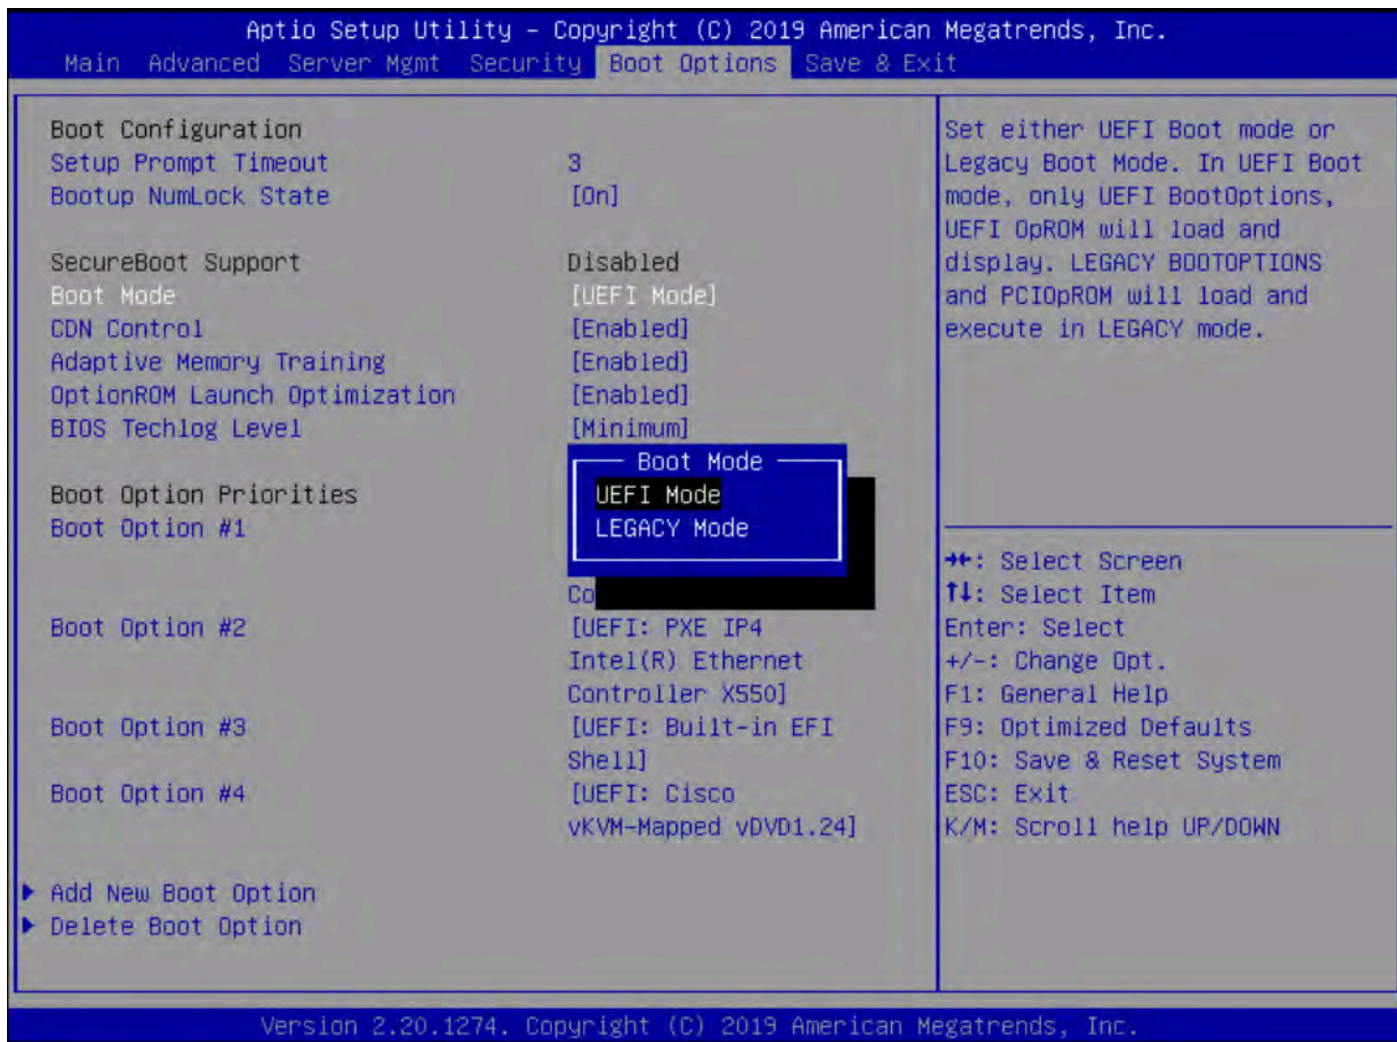 Aptio Setup Utility – Copyright (C) 2019 American Megatrends, Inc.
Main Advanced Server Mgmt Security Boot Options Save & Exit
Boot Configuration
Setup Prompt Timeout 3
Bootup NumLock State [On]
SecureBoot Support Disabled
Boot Mode [UEFI Mode]
CDN Control [Enabled]
Adaptive Memory Training [Enabled]
OptionROM Launch Optimization [Enabled]
BIOS Techlog Level [Minimum]
Boot Mode
UEFI Mode
LEGACY Mode
Boot Option Priorities
Boot Option #1
Co
Boot Option #2 [UEFI: PXE IP4
Intel(R) Ethernet
Controller X550]
Boot Option #3 [UEFI: Built-in EFI
Shell]
Boot Option #4 [UEFI: Cisco
vKVM-Mapped vDVD1.24]
Add New Boot Option
Delete Boot Option
Set either UEFI Boot mode or
Legacy Boot Mode. In UEFI Boot
mode, only UEFI BootOptions,
UEFI OpROM will load and
display. LEGACY BOOTOPTIONS
and PCIOpROM will load and
execute in LEGACY mode.
→←: Select Screen
↑↓: Select Item
Enter: Select
+/-: Change Opt.
F1: General Help
F9: Optimized Defaults
F10: Save & Reset System
ESC: Exit
K/M: Scroll help UP/DOWN
Version 2.20.1274. Copyright (C) 2019 American Megatrends, Inc.